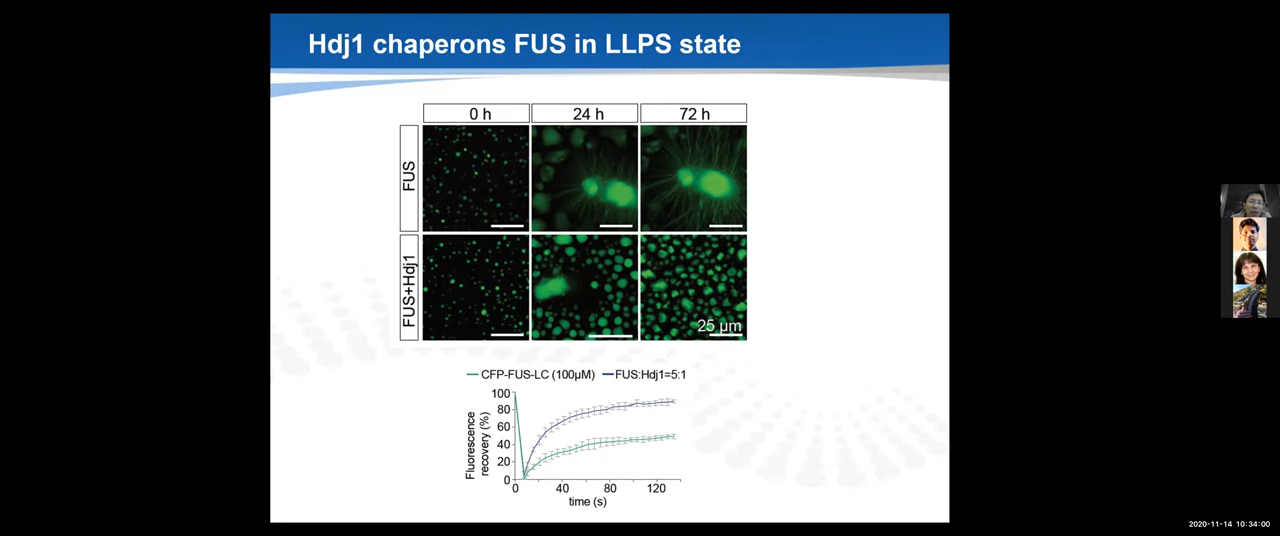 Hdj1 chaperons FUS in LLPS state
0 h 24 h 72 h
FUS
FUS+Hdj1
25 µm
CFP-FUS-LC (100µM) FUS:Hdj1=5:1
Fluorescence
recovery (%)
100
80
60
40
20
0
0 40 80 120
time (s)
2020-11-14 10:34:00